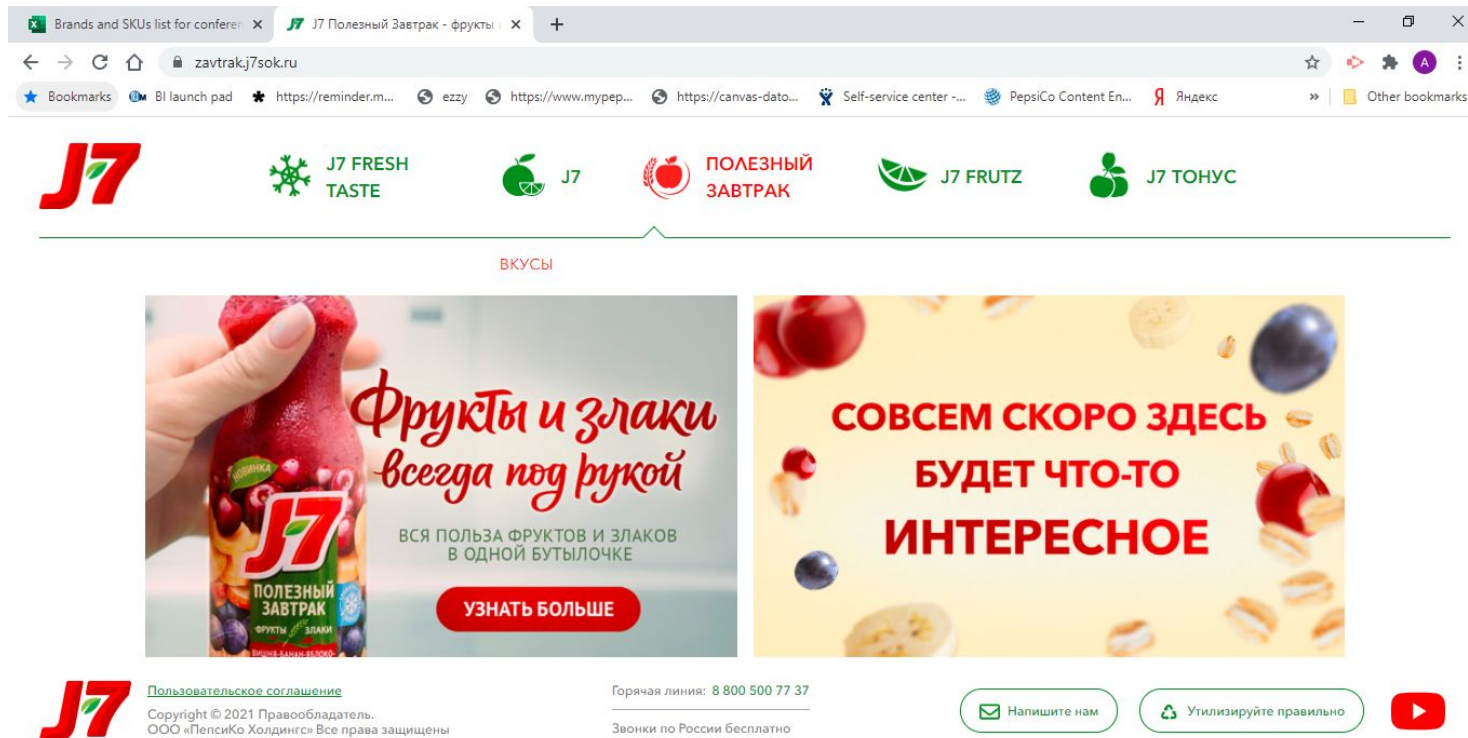 Brands and SKUs list for conferen
J7 Полезный Завтрак - фрукты
zavtrak.j7sok.ru
A
Bookmarks
BI launch pad
https://reminder.m...
ezzy
https://www.mypep...
https://canvas-dato...
Self-service center -...
PepsiCo Content En...
Яндекс
»
Other bookmarks
J7
J7 FRESH
TASTE
J7
ПОЛЕЗНЫЙ
ЗАВТРАК
J7 FRUTZ
J7 ТОНУС
ВКУСЫ
Фрукты и злаки
всегда под рукой
ВСЯ ПОЛЬЗА ФРУКТОВ И ЗЛАКОВ
В ОДНОЙ БУТЫЛОЧКЕ
УЗНАТЬ БОЛЬШЕ
НОВИНКА
J7
ПОЛЕЗНЫЙ
ЗАВТРАК
ФРУКТЫ ЗЛАКИ
ВИШНЯ-БАНАН-ЯБЛОКО-
СОВСЕМ СКОРО ЗДЕСЬ
БУДЕТ ЧТО-ТО
ИНТЕРЕСНОЕ
J7
Пользовательское соглашение
Copyright © 2021 Правообладатель.
ООО «ПепсиКо Холдингс» Все права защищены
Горячая линия: 8 800 500 77 37
Звонки по России бесплатно
Напишите нам
Утилизируйте правильно